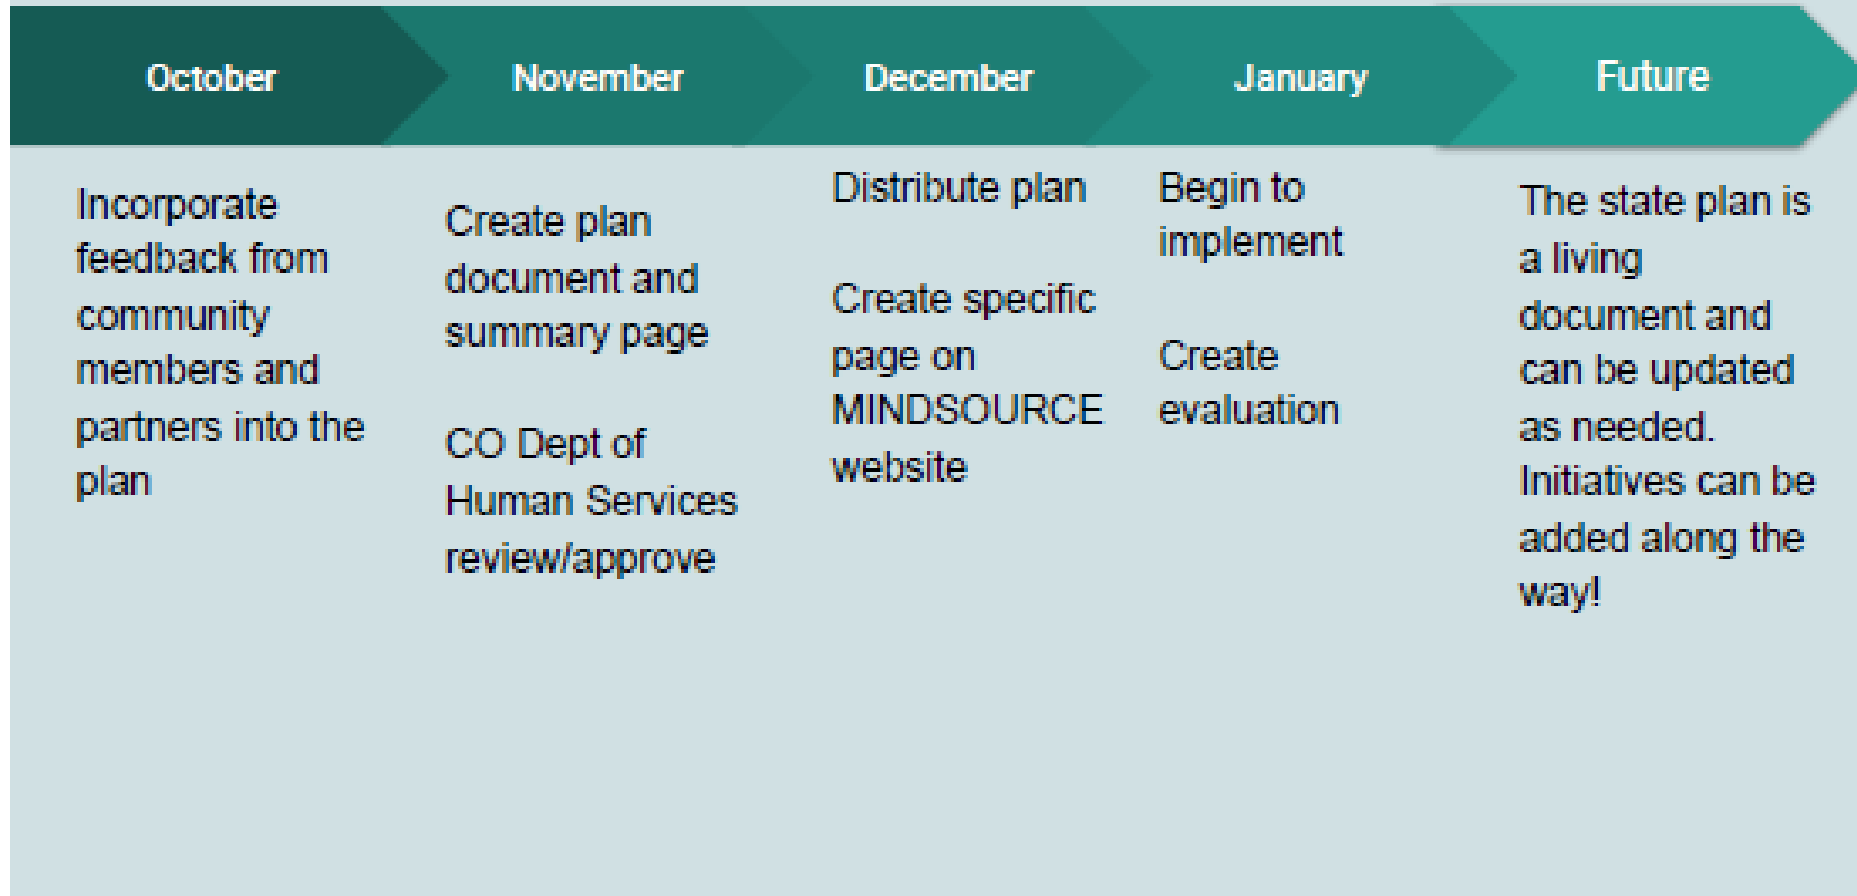 October
November
December
January
Future
Incorporate
feedback from
community
members and
partners into the
plan
Create plan
document and
summary page
CO Dept of
Human Services
review/approve
Distribute plan
Create specific
page on
MINDSOURCE
website
Begin to
implement
Create
evaluation
The state plan is
a living
document and
can be updated
as needed.
Initiatives can be
added along the
way!